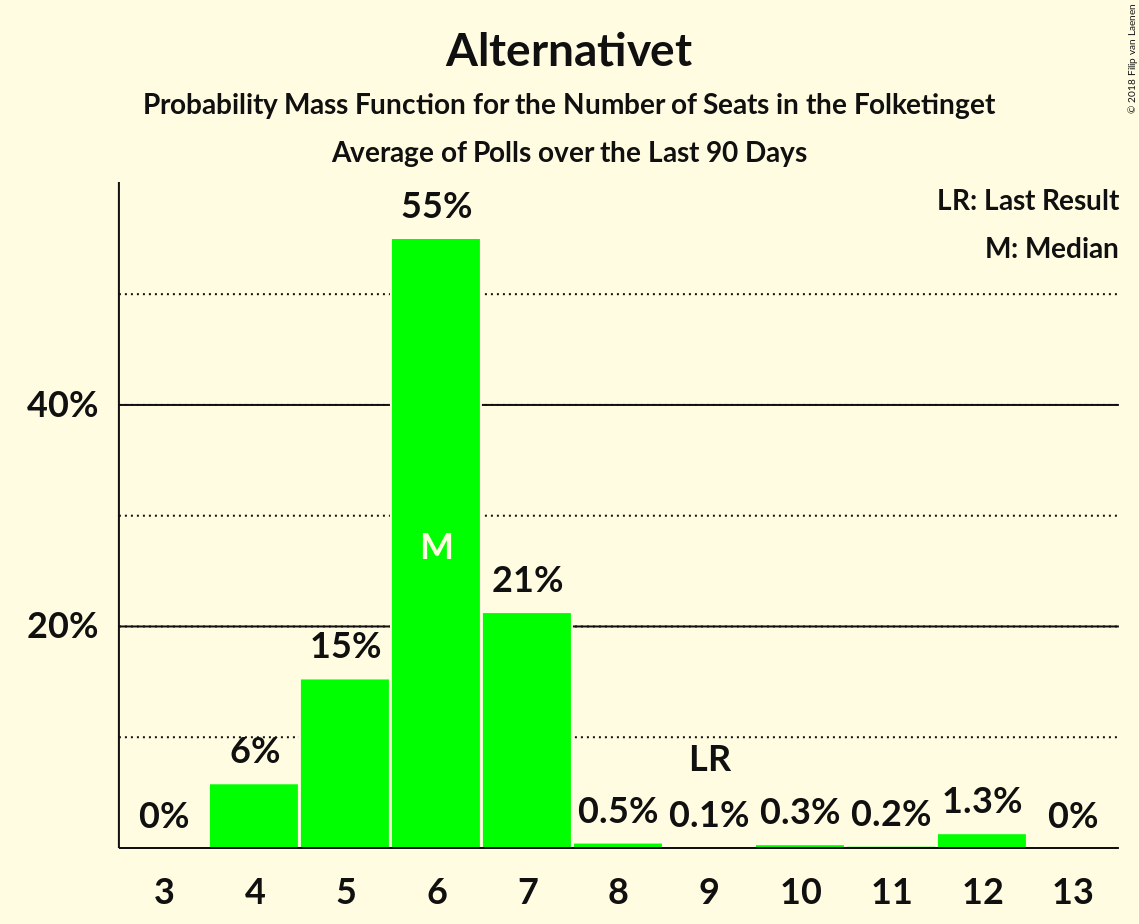 Alternativet
Probability Mass Function for the Number of Seats in the Folketinget
Average of Polls over the Last 90 Days
© 2018 Filip van Laenen
LR: Last Result
M: Median
55%
40%
M
21%
20%
15%
6%
LR
0%
0.5%
0.1%
0.3%
0.2%
1.3%
0%
3 4 5 6 7 8 9 10 11 12 13